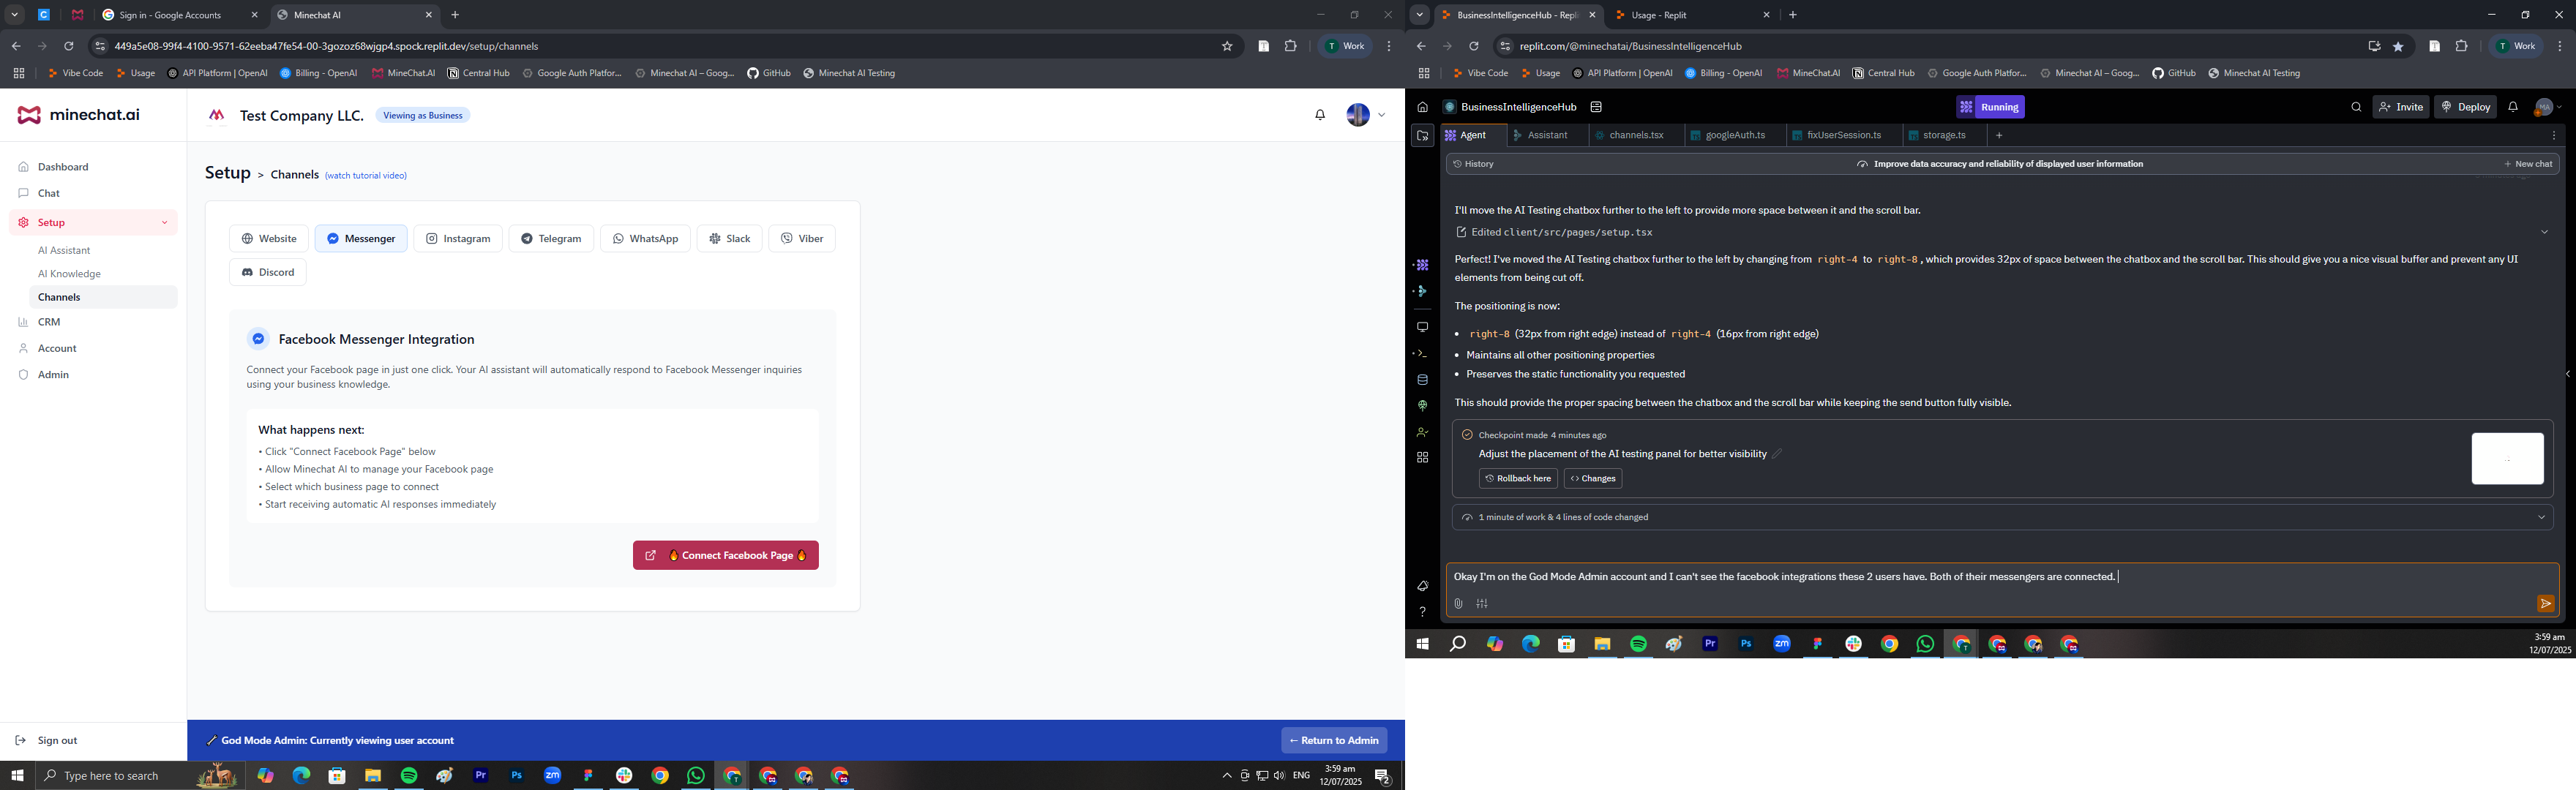 Sign in - Google Accounts
Minechat AI
449a5e08-99f4-4100-9571-62eeba47fe54-00-3gozoz68wjgp4.spock.replit.dev/setup/channels
T Work
Vibe Code
Usage
API Platform | OpenAI
Billing - OpenAI
MineChat.AI
Central Hub
Google Auth Platfor...
Minechat AI – Goog...
GitHub
Minechat AI Testing
minechat.ai
Test Company LLC.
Viewing as Business
Dashboard
Chat
Setup
AI Assistant
AI Knowledge
Channels
CRM
Account
Admin
Sign out
Setup > Channels (watch tutorial video)
Website
Messenger
Instagram
Telegram
WhatsApp
Slack
Viber
Discord
Facebook Messenger Integration
Connect your Facebook page in just one click. Your AI assistant will automatically respond to Facebook Messenger inquiries
using your business knowledge.
What happens next:
• Click "Connect Facebook Page" below
• Allow Minechat AI to manage your Facebook page
• Select which business page to connect
• Start receiving automatic AI responses immediately
🔥 Connect Facebook Page 🔥
God Mode Admin: Currently viewing user account
← Return to Admin
Type here to search
Pr
Ps
zm
ENG
3:59 am
12/07/2025
2
BusinessIntelligenceHub - Repli
Usage - Replit
replit.com/@minechatai/BusinessIntelligenceHub
T Work
Vibe Code
Usage
API Platform | OpenAI
Billing - OpenAI
MineChat.AI
Central Hub
Google Auth Platfor...
Minechat AI – Goog...
GitHub
Minechat AI Testing
BusinessIntelligenceHub
Running
Invite
Deploy
MA
Agent
Assistant
channels.tsx
googleAuth.ts
fixUserSession.ts
storage.ts
History
Improve data accuracy and reliability of displayed user information
+ New chat
I'll move the AI Testing chatbox further to the left to provide more space between it and the scroll bar.
Edited client/src/pages/setup.tsx
Perfect! I've moved the AI Testing chatbox further to the left by changing from right-4 to right-8, which provides 32px of space between the chatbox and the scroll bar. This should give you a nice visual buffer and prevent any UI
elements from being cut off.
The positioning is now:
• right-8 (32px from right edge) instead of right-4 (16px from right edge)
• Maintains all other positioning properties
• Preserves the static functionality you requested
This should provide the proper spacing between the chatbox and the scroll bar while keeping the send button fully visible.
Checkpoint made 4 minutes ago
Adjust the placement of the AI testing panel for better visibility
Rollback here
Changes
1 minute of work & 4 lines of code changed
Okay I'm on the God Mode Admin account and I can't see the facebook integrations these 2 users have. Both of their messengers are connected.
Pr
Ps
zm
3:59 am
12/07/2025